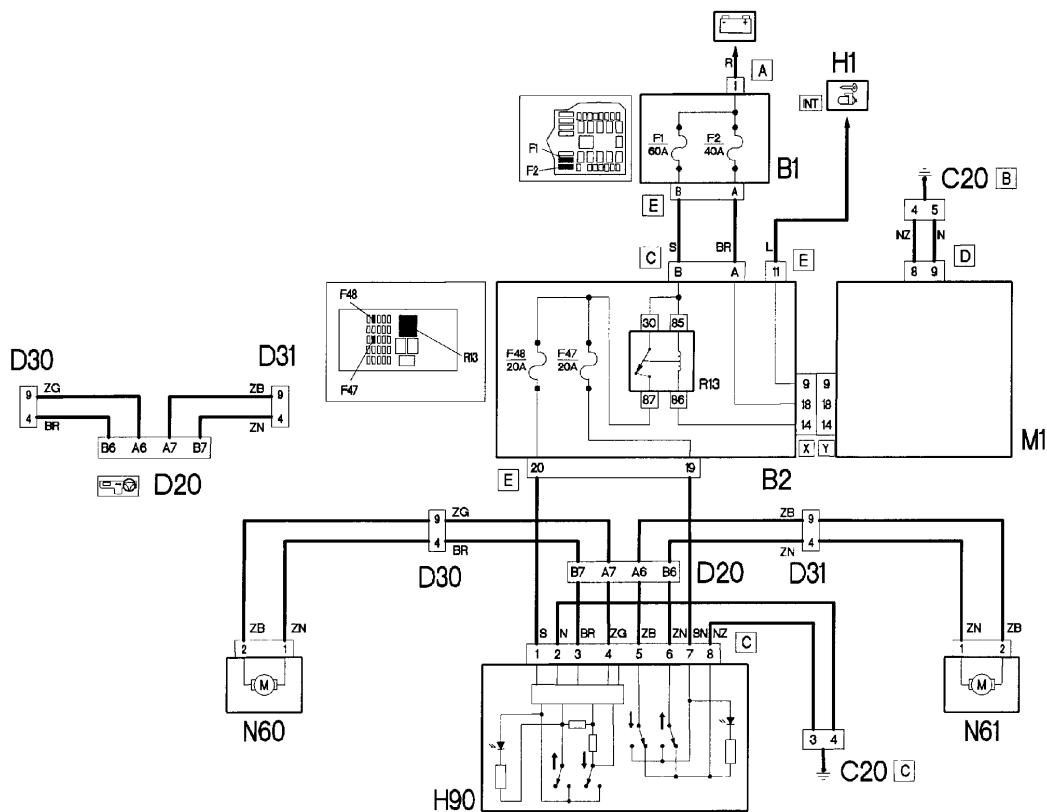 R
A
1
H1
INT
F1
F2
F1
60A
F2
40A
B1
B
A
E
C20
B
4 5
NZ
N
D
8 9
S
BR
L
C
B
A
11
E
F48
F47
R13
F48
20A
F47
20A
30
85
87
86
R13
9 9
18 18
14 14
X Y
M1
D30
D31
9
4
ZG
BR
ZB
ZN
9
4
B6 A6 A7 B7
D20
E
20
19
B2
ZG
9
4
BR
D30
ZB
9
4
ZN
D31
B7 A7 A6 B6
D20
ZB
ZN
2
1
M
N60
S N BR ZG ZB ZN SN NZ
1 2 3 4 5 6 7 8
C
ZN
ZB
1
2
M
N61
3 4
C20
C
H90